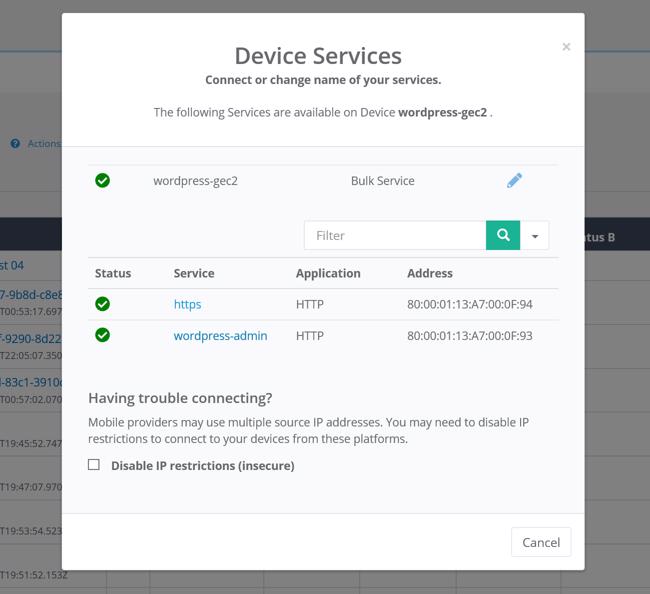 Device Services
×
Connect or change name of your services.
The following Services are available on Device wordpress-gec2 .
Actions
wordpress-gec2 Bulk Service
Filter
tus B
Status Service Application Address
st 04
https HTTP 80:00:01:13:A7:00:0F:94
7-9b8d-c8e8
T00:53:17.697
wordpress-admin HTTP 80:00:01:13:A7:00:0F:93
-9290-8d22
T22:05:07.350
-83c1-3910
T00:57:02.070
Having trouble connecting?
Mobile providers may use multiple source IP addresses. You may need to disable IP
restrictions to connect to your devices from these platforms.
T19:45:52.747
Disable IP restrictions (insecure)
T19:47:07.970
T19:53:54.523
Cancel
T19:51:52.153Z